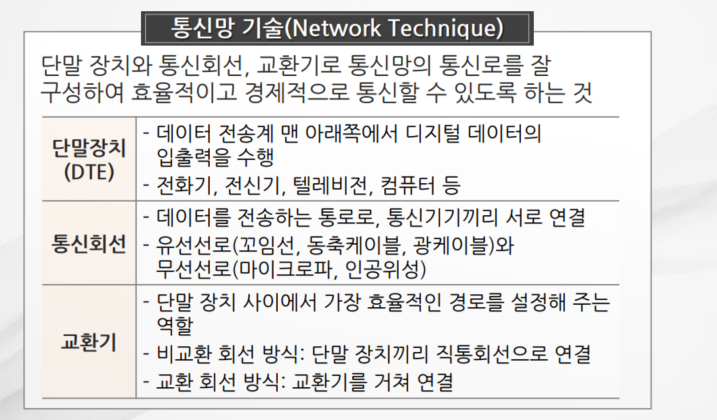 통신망 기술(Network Technique)
단말 장치와 통신회선, 교환기로 통신망의 통신로를 잘
구성하여 효율적이고 경제적으로 통신할 수 있도록 하는 것
단말장치
(DTE)
- 데이터 전송계 맨 아래쪽에서 디지털 데이터의
입출력을 수행
- 전화기, 전신기, 텔레비전, 컴퓨터 등
통신회선
- 데이터를 전송하는 통로로, 통신기기끼리 서로 연결
- 유선선로(꼬임선, 동축케이블, 광케이블)와
무선선로(마이크로파, 인공위성)
교환기
- 단말 장치 사이에서 가장 효율적인 경로를 설정해 주는
역할
- 비교환 회선 방식: 단말 장치끼리 직통회선으로 연결
- 교환 회선 방식: 교환기를 거쳐 연결